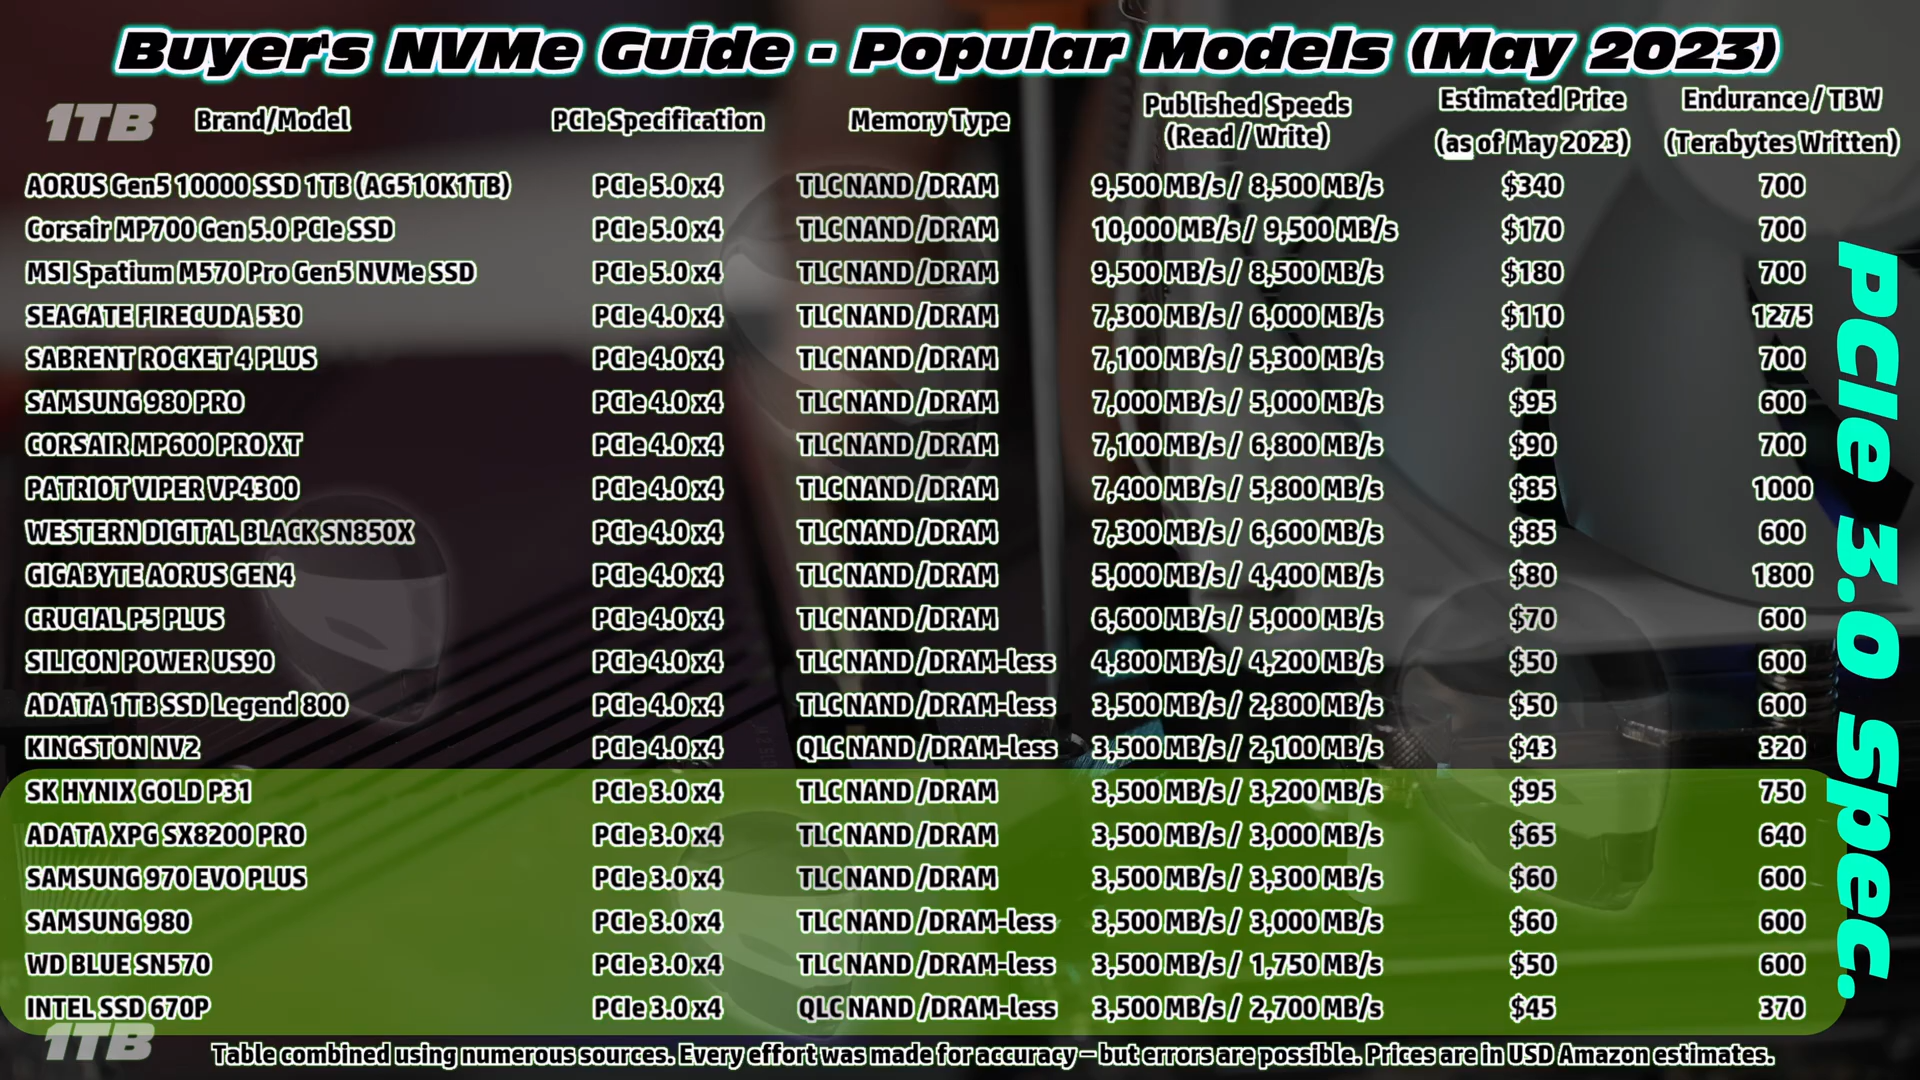 Buyer's NVMe Guide - Popular Models (May 2023)
1TB Brand/Model PCIe Specification Memory Type Published Speeds (Read / Write) Estimated Price (as of May 2023) Endurance / TBW (Terabytes Written)
AORUS Gen5 10000 SSD 1TB (AG510K1TB) PCIe 5.0 x4 TLC NAND /DRAM 9,500 MB/s / 8,500 MB/s $340 700
Corsair MP700 Gen 5.0 PCIe SSD PCIe 5.0 x4 TLC NAND /DRAM 10,000 MB/s / 9,500 MB/s $170 700
MSI Spatium M570 Pro Gen5 NVMe SSD PCIe 5.0 x4 TLC NAND /DRAM 9,500 MB/s / 8,500 MB/s $180 700
SEAGATE FIRECUDA 530 PCIe 4.0 x4 TLC NAND /DRAM 7,300 MB/s / 6,000 MB/s $110 1275
SABRENT ROCKET 4 PLUS PCIe 4.0 x4 TLC NAND /DRAM 7,100 MB/s / 5,300 MB/s $100 700
SAMSUNG 980 PRO PCIe 4.0 x4 TLC NAND /DRAM 7,000 MB/s / 5,000 MB/s $95 600
CORSAIR MP600 PRO XT PCIe 4.0 x4 TLC NAND /DRAM 7,100 MB/s / 6,800 MB/s $90 700
PATRIOT VIPER VP4300 PCIe 4.0 x4 TLC NAND /DRAM 7,400 MB/s / 5,800 MB/s $85 1000
WESTERN DIGITAL BLACK SN850X PCIe 4.0 x4 TLC NAND /DRAM 7,300 MB/s / 6,600 MB/s $85 600
GIGABYTE AORUS GEN4 PCIe 4.0 x4 TLC NAND /DRAM 5,000 MB/s / 4,400 MB/s $80 1800
CRUCIAL P5 PLUS PCIe 4.0 x4 TLC NAND /DRAM 6,600 MB/s / 5,000 MB/s $70 600
SILICON POWER US90 PCIe 4.0 x4 TLC NAND /DRAM-less 4,800 MB/s / 4,200 MB/s $50 600
ADATA 1TB SSD Legend 800 PCIe 4.0 x4 TLC NAND /DRAM-less 3,500 MB/s / 2,800 MB/s $50 600
KINGSTON NV2 PCIe 4.0 x4 QLC NAND /DRAM-less 3,500 MB/s / 2,100 MB/s $43 320
SK HYNIX GOLD P31 PCIe 3.0 x4 TLC NAND /DRAM 3,500 MB/s / 3,200 MB/s $95 750
ADATA XPG SX8200 PRO PCIe 3.0 x4 TLC NAND /DRAM 3,500 MB/s / 3,000 MB/s $65 640
SAMSUNG 970 EVO PLUS PCIe 3.0 x4 TLC NAND /DRAM 3,500 MB/s / 3,300 MB/s $60 600
SAMSUNG 980 PCIe 3.0 x4 TLC NAND /DRAM-less 3,500 MB/s / 3,000 MB/s $60 600
WD BLUE SN570 PCIe 3.0 x4 TLC NAND /DRAM-less 3,500 MB/s / 1,750 MB/s $50 600
INTEL SSD 670P PCIe 3.0 x4 QLC NAND /DRAM-less 3,500 MB/s / 2,700 MB/s $45 370
1TB
Table combined using numerous sources. Every effort was made for accuracy – but errors are possible. Prices are in USD Amazon estimates.
PCIe 3.0 Spec.